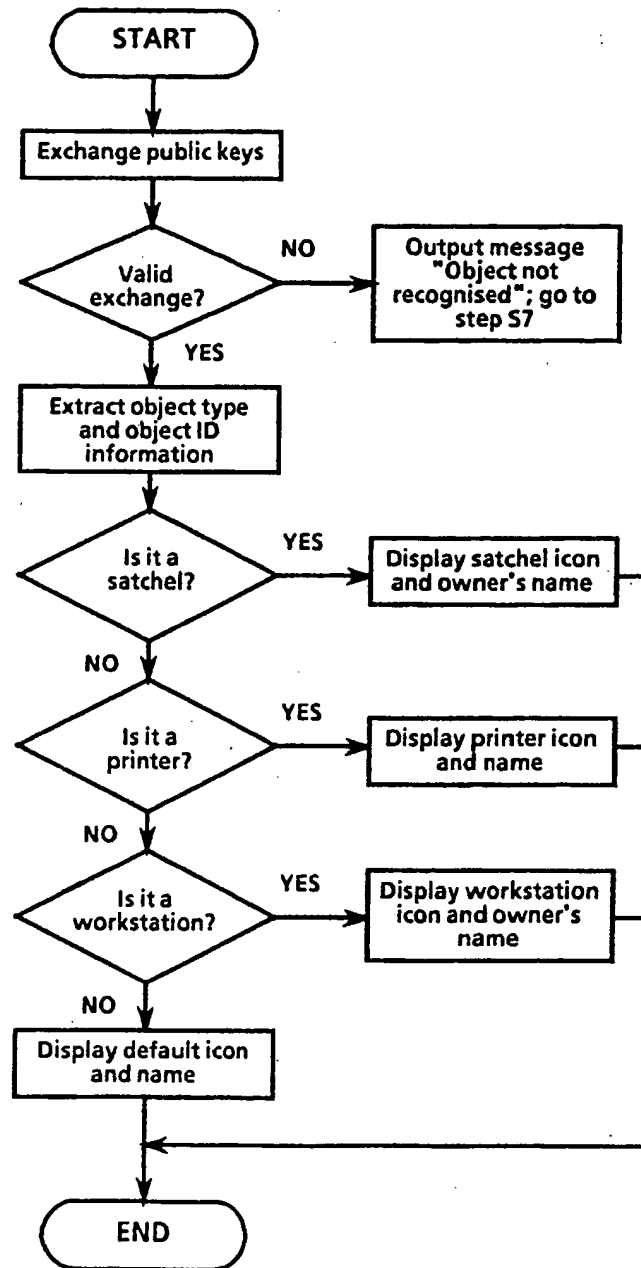 START
Exchange public keys
Valid
exchange?
NO
Output message
"Object not
recognised"; go to
step S7
YES
Extract object type
and object ID
information
Is it a
satchel?
YES
Display satchel icon
and owner's name
NO
Is it a
printer?
YES
Display printer icon
and name
NO
Is it a
workstation?
YES
Display workstation
icon and owner's
name
NO
Display default icon
and name
END